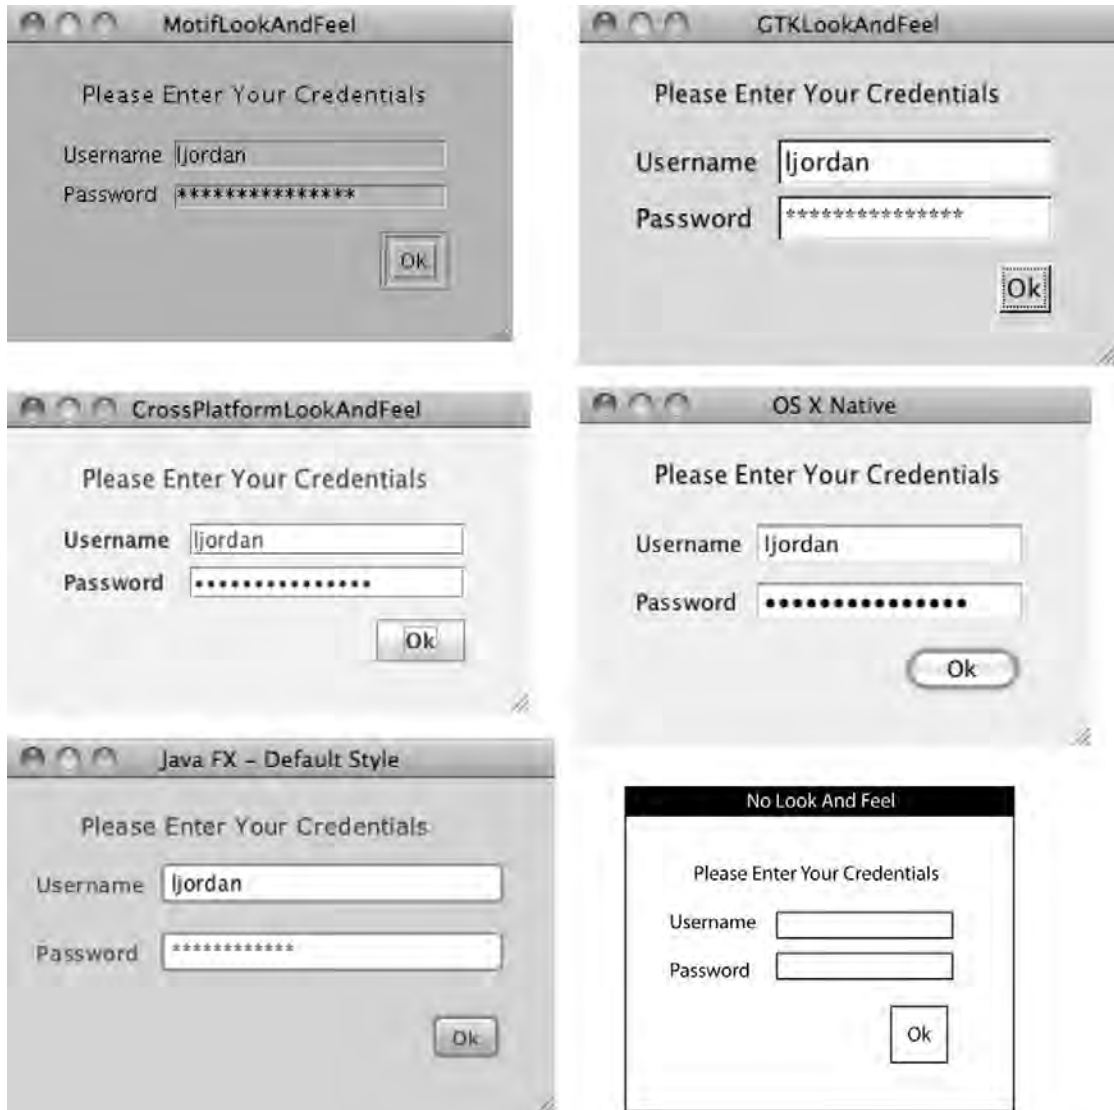 MotifLookAndFeel
Please Enter Your Credentials
Username ljordan
Password ***************
Ok
GTKLookAndFeel
Please Enter Your Credentials
Username ljordan
Password ***************
Ok
CrossPlatformLookAndFeel
Please Enter Your Credentials
Username ljordan
Password •••••••••••••••
Ok
OS X Native
Please Enter Your Credentials
Username ljordan
Password •••••••••••••••
Ok
Java FX – Default Style
Please Enter Your Credentials
Username ljordan
Password ************
Ok
No Look And Feel
Please Enter Your Credentials
Username
Password
Ok